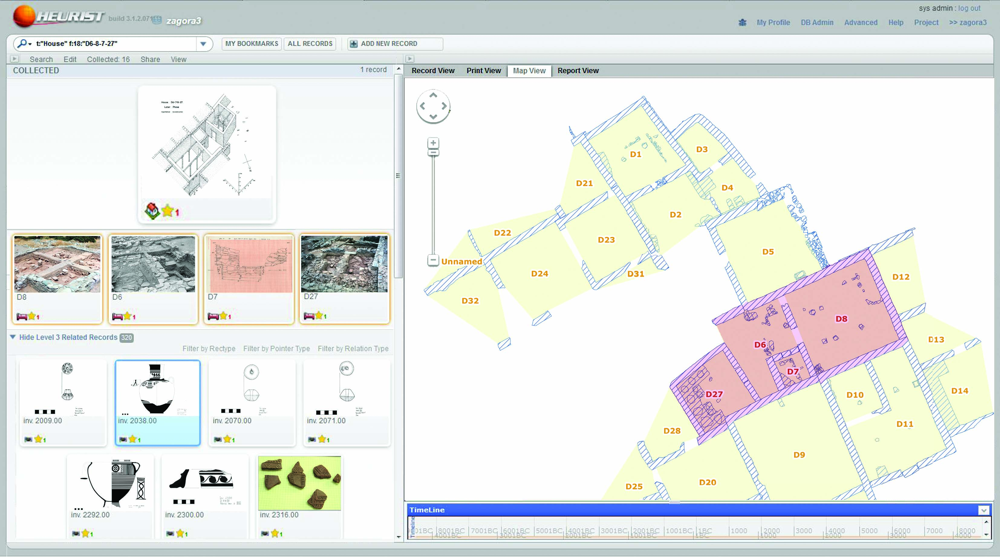 HEURIST build 3.1.2.071 zagora3
sys admin : log out
My Profile DB Admin Advanced Help Project >> zagora3
t:"House" f:18:"D6-8-7-27"
MY BOOKMARKS ALL RECORDS ADD NEW RECORD
Search Edit Collected: 16 Share View
COLLECTED 1 record
House D6-7-8-27
Later Phase
Hypothetical reconstruction
N
1
D8 D6 D7 D27
1 1 1 1
Hide Level 3 Related Records 320
Filter by Rectype Filter by Pointer Type Filter by Relation Type
inv. 2009.00 inv. 2038.00 inv. 2070.00 inv. 2071.00
1 1 1 1
inv. 2292.00 inv. 2300.00 inv. 2316.00
1 1 1
Record View Print View Map View Report View
D3
D1
D21
D4
D2
D22
D23
D5
Unnamed
D24
D31
D12
D32
D8
D13
D6
D7
D14
D27
D10
D11
D28
D9
D20
D25
TimeLine
Timeline
01BC 8001BC 7001BC 6001BC 5001BC 4001BC 3001BC 2001BC 1001BC 1BC 1000 2000 3000 4000 5000 6000 7000 8000
4001BC 3001BC 2001BC 1001BC 1BC 1000 2000 3000 4000